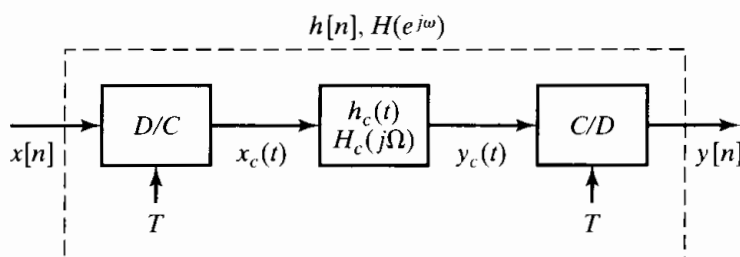 h[n], H(e^{jω})
D/C
h_c(t)
H_c(jΩ)
C/D
x[n]
x_c(t)
y_c(t)
y[n]
T
T